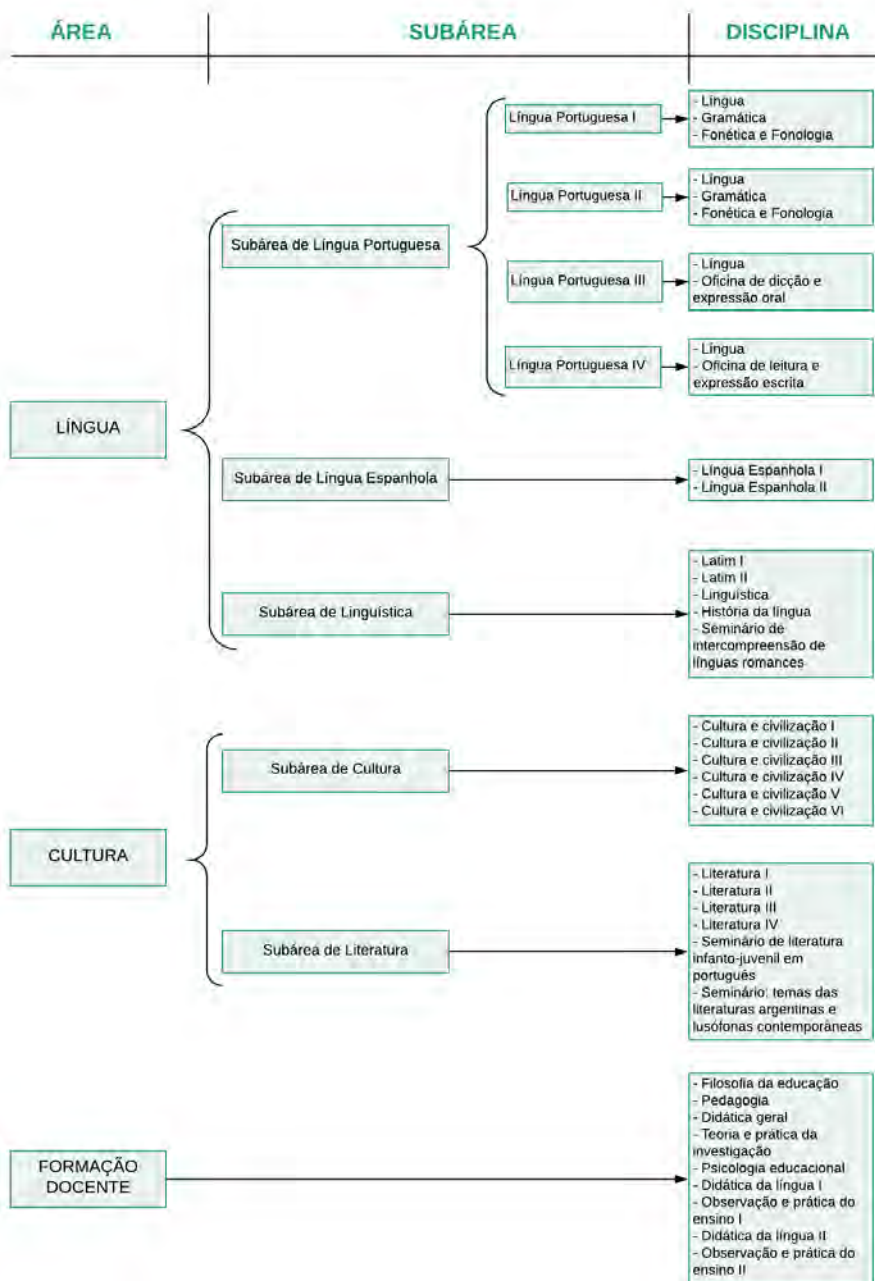 ÁREA
SUBÁREA
DISCIPLINA
LÍNGUA
Subárea de Língua Portuguesa
Língua Portuguesa I
- Língua
- Gramática
- Fonética e Fonologia
Língua Portuguesa II
- Língua
- Gramática
- Fonética e Fonologia
Língua Portuguesa III
- Língua
- Oficina de dicção e
expressão oral
Língua Portuguesa IV
- Língua
- Oficina de leitura e
expressão escrita
Subárea de Língua Espanhola
- Língua Espanhola I
- Língua Espanhola II
Subárea de Linguística
- Latim I
- Latim II
- Linguística
- História da língua
- Seminário de
intercompreensão de
línguas romances
CULTURA
Subárea de Cultura
- Cultura e civilização I
- Cultura e civilização II
- Cultura e civilização III
- Cultura e civilização IV
- Cultura e civilização V
- Cultura e civilização VI
Subárea de Literatura
- Literatura I
- Literatura II
- Literatura III
- Literatura IV
- Seminário de literatura
infanto-juvenil em
português
- Seminário: temas das
literaturas argentinas e
lusófonas contemporâneas
FORMAÇÃO
DOCENTE
- Filosofia da educação
- Pedagogia
- Didática geral
- Teoria e prática da
investigação
- Psicologia educacional
- Didática da língua I
- Observação e prática do
ensino I
- Didática da língua II
- Observação e prática do
ensino II